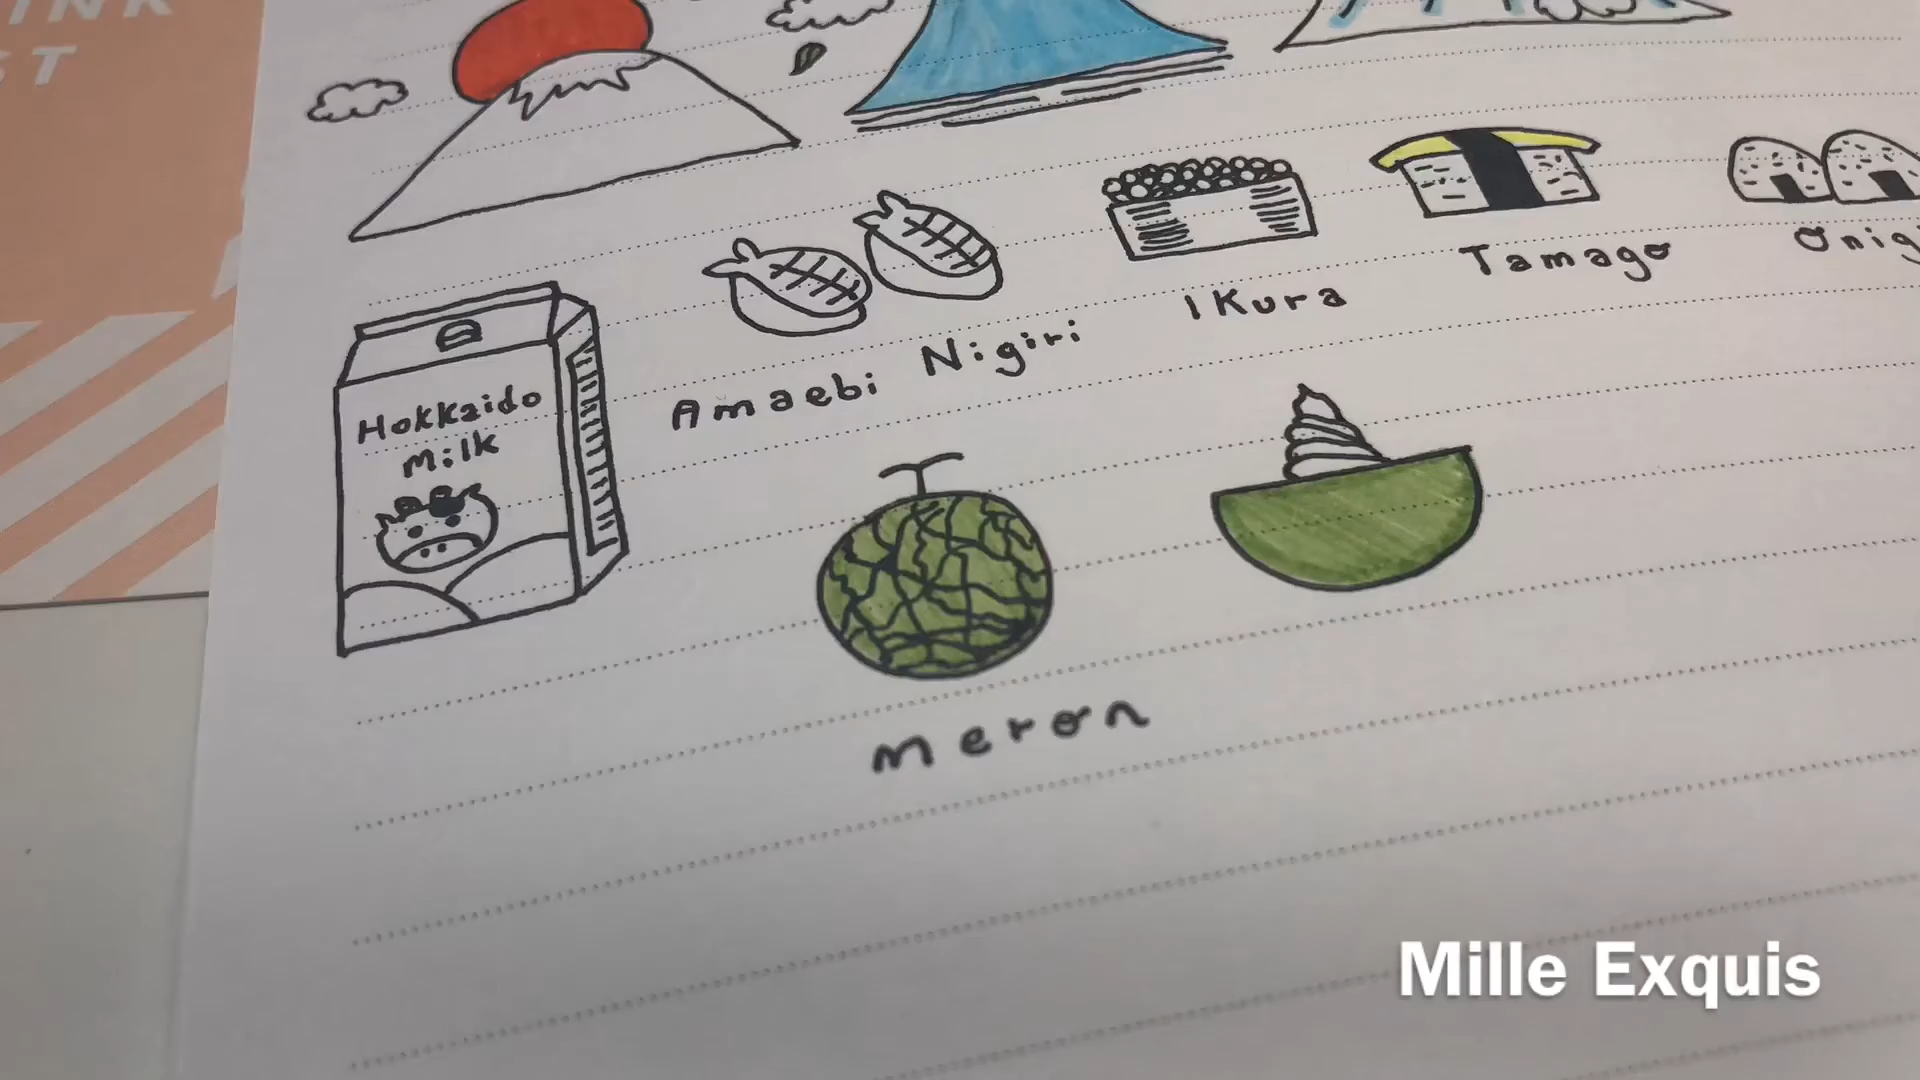 Amaebi Nigiri
Ikura
Tamago
Hokkaido
Milk
Meron
Mille Exquis